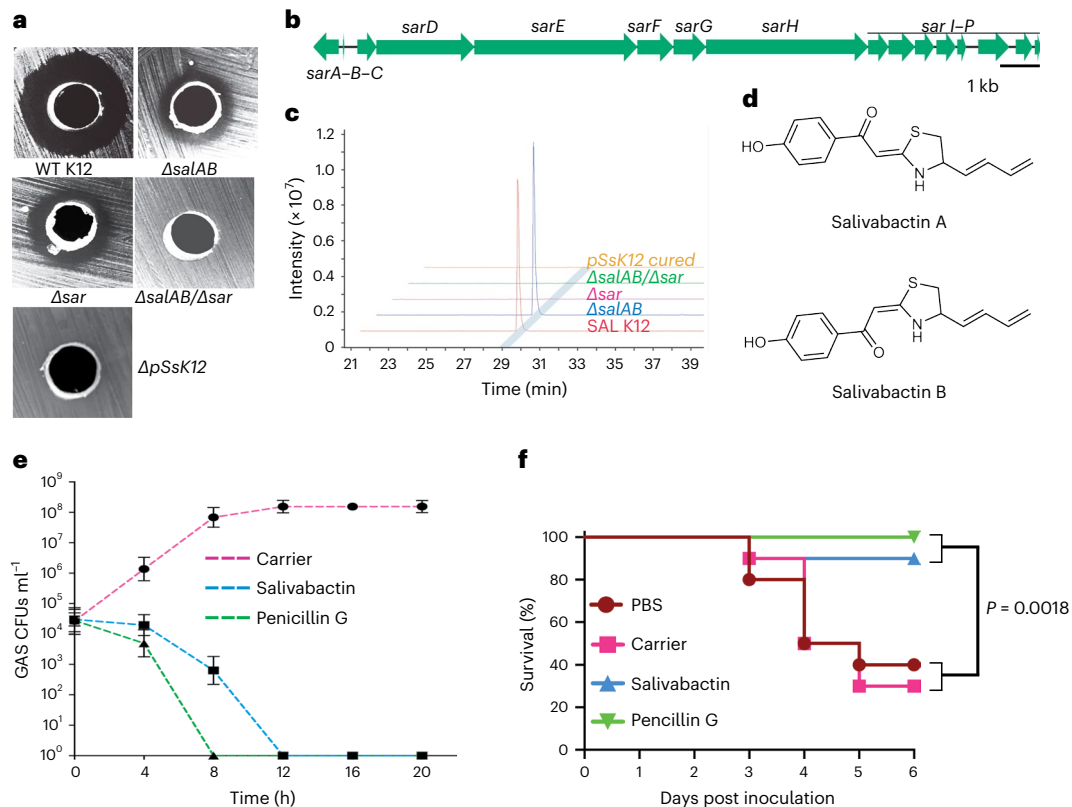 a
WT K12
ΔsalAB
Δsar
ΔsalAB/Δsar
ΔpSsK12
b
sarD
sarE
sarF
sarG
sarH
sar I–P
sarA–B–C
1 kb
c
Intensity (×10⁷)
1.2
1.0
0.8
0.6
0.4
0.2
0
pSsK12 cured
ΔsalAB/Δsar
Δsar
ΔsalAB
SAL K12
21 23 25 27 29 31 33 35 37 39
Time (min)
d
O
S
HO
N
H
Salivabactin A
S
N
H
HO
O
Salivabactin B
e
GAS CFUs ml⁻¹
10⁹
10⁸
10⁷
10⁶
10⁵
10⁴
10³
10²
10¹
10⁰
Carrier
Salivabactin
Penicillin G
0 4 8 12 16 20
Time (h)
f
Survival (%)
100
80
60
40
20
0
PBS
Carrier
Salivabactin
Pencillin G
P = 0.0018
0 1 2 3 4 5 6
Days post inoculation